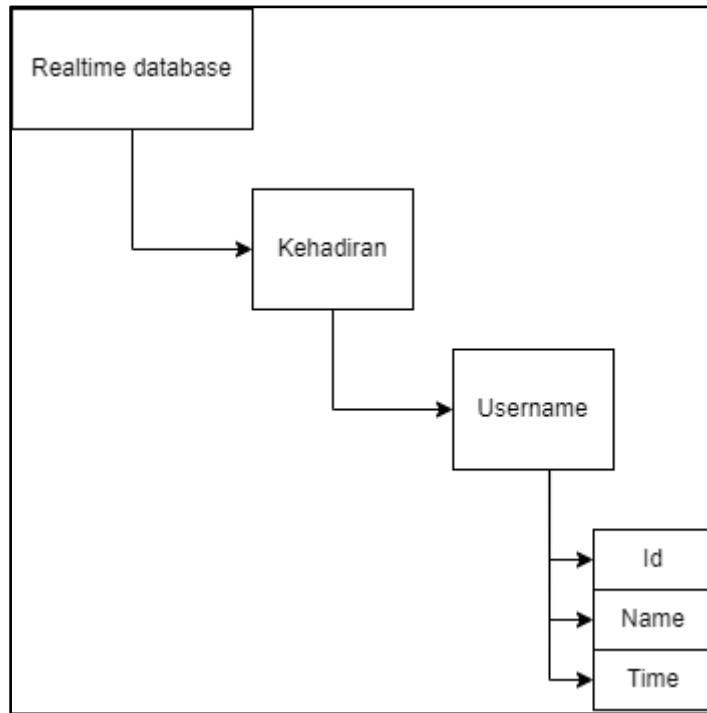 Realtime database
Kehadiran
Username
Id
Name
Time